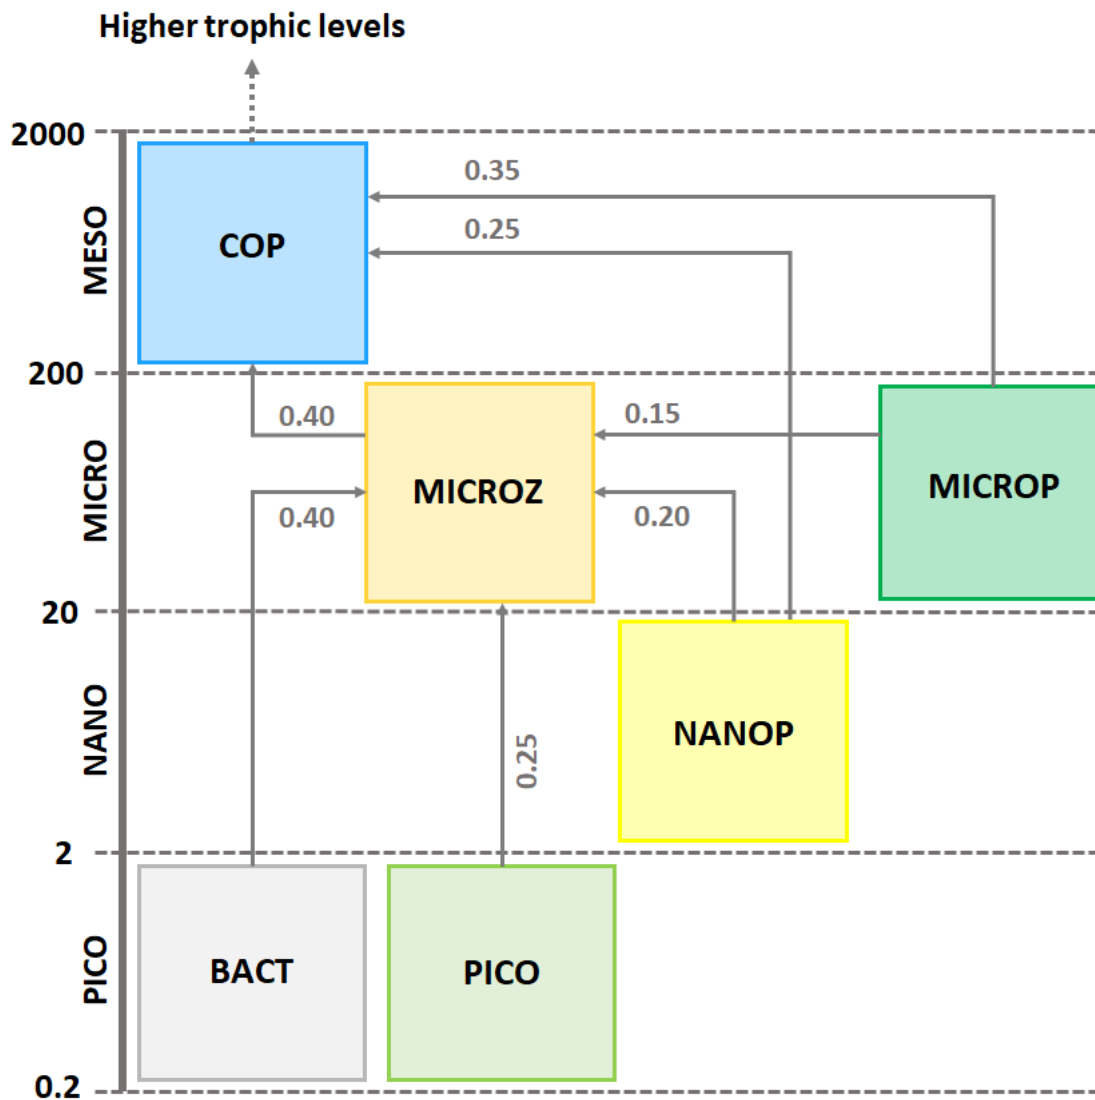 Higher trophic levels
2000
0.35
MESO
COP
0.25
200
0.40
0.15
MICRO
MICROZ
MICROP
0.40
0.20
20
NANO
NANOP
0.25
2
PICO
BACT
PICO
0.2